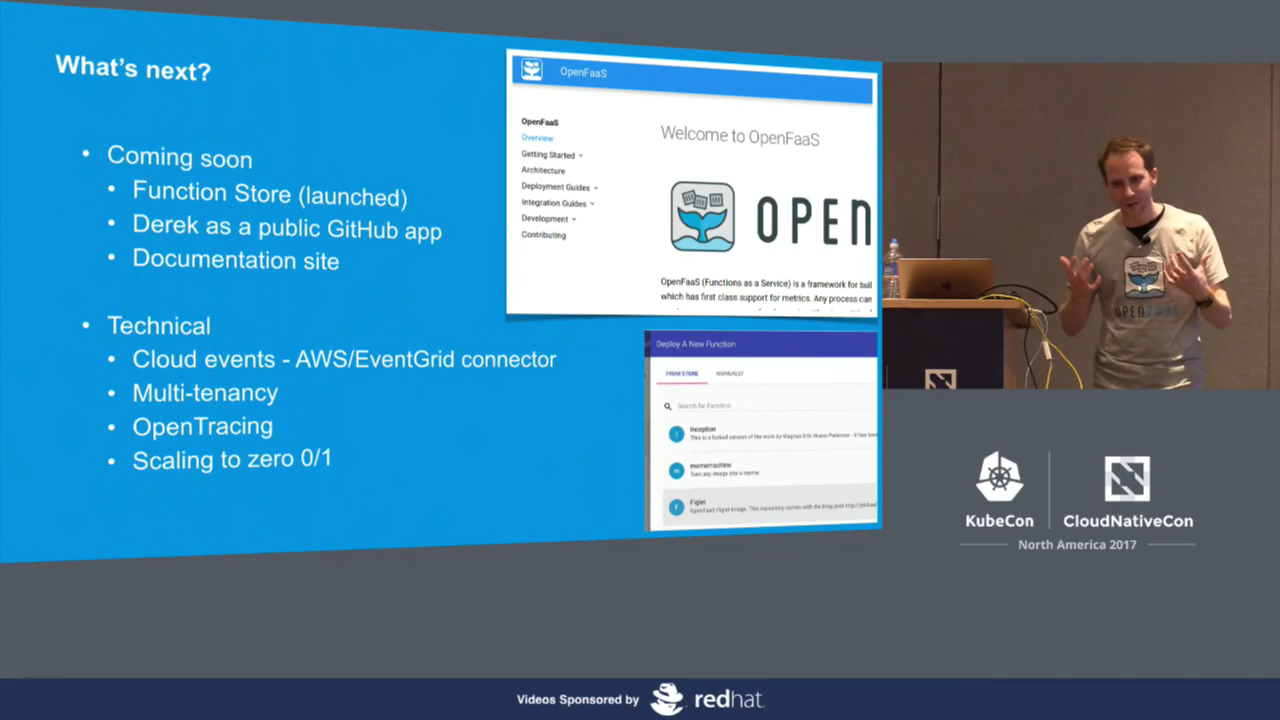 What's next?
• Coming soon
• Function Store (launched)
• Derek as a public GitHub app
• Documentation site
• Technical
• Cloud events - AWS/EventGrid connector
• Multi-tenancy
• OpenTracing
• Scaling to zero 0/1
OpenFaaS
OpenFaaS
Overview
Getting Started
Architecture
Deployment Guides
Integration Guides
Development
Contributing
Welcome to OpenFaaS
OPEN
OpenFaaS (Functions as a Service) is a framework for buil
which has first class support for metrics. Any process can
Deploy A New Function
FROM STORE MANUALLY
Search for Function
Inception
This is a forked version of the work by Magnus Erik Hvass Pedersen - it has
mememachine
Turn any image into a meme
Figlet
OpenFaaS Figlet image. This repository comes with the blog post
OPENFAAS
KubeCon
CloudNativeCon
North America 2017
Videos Sponsored by
redhat